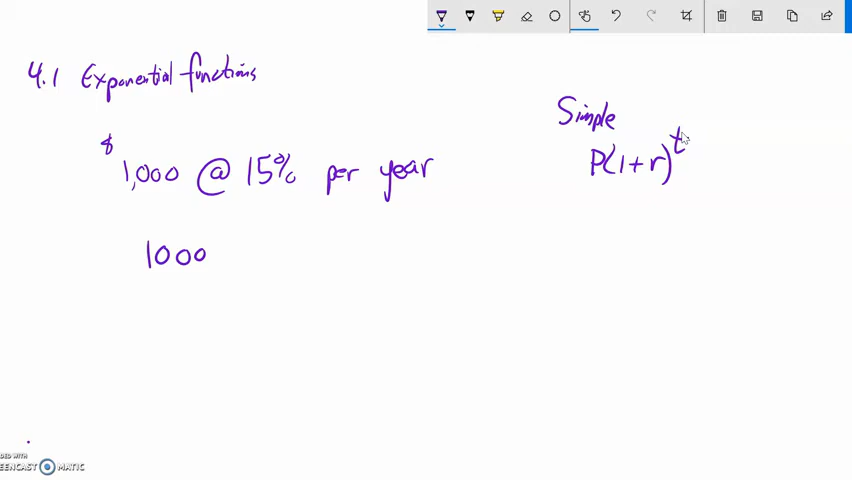 4.1 Exponential functions
Simple
P(1+r)^t
$1,000 @ 15% per year
1000